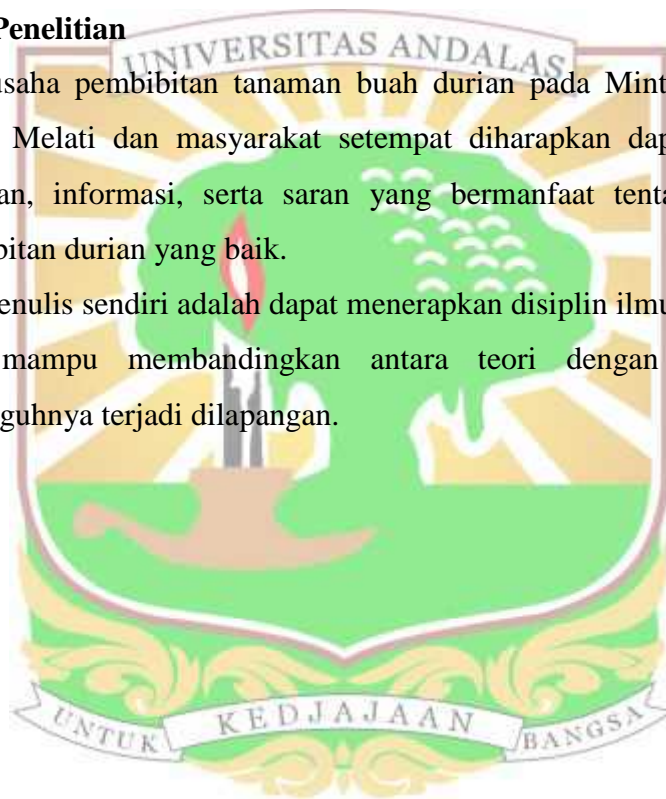 Penelitian
UNIVERSITAS ANDALAS
usaha pembibitan tanaman buah durian pada Mint
Melati dan masyarakat setempat diharapkan dap
an, informasi, serta saran yang bermanfaat tenta
bitan durian yang baik.
enulis sendiri adalah dapat menerapkan disiplin ilmu
mampu membandingkan antara teori dengan
guhnya terjadi dilapangan.
UNTUK KEDJAJAAN BANGSA